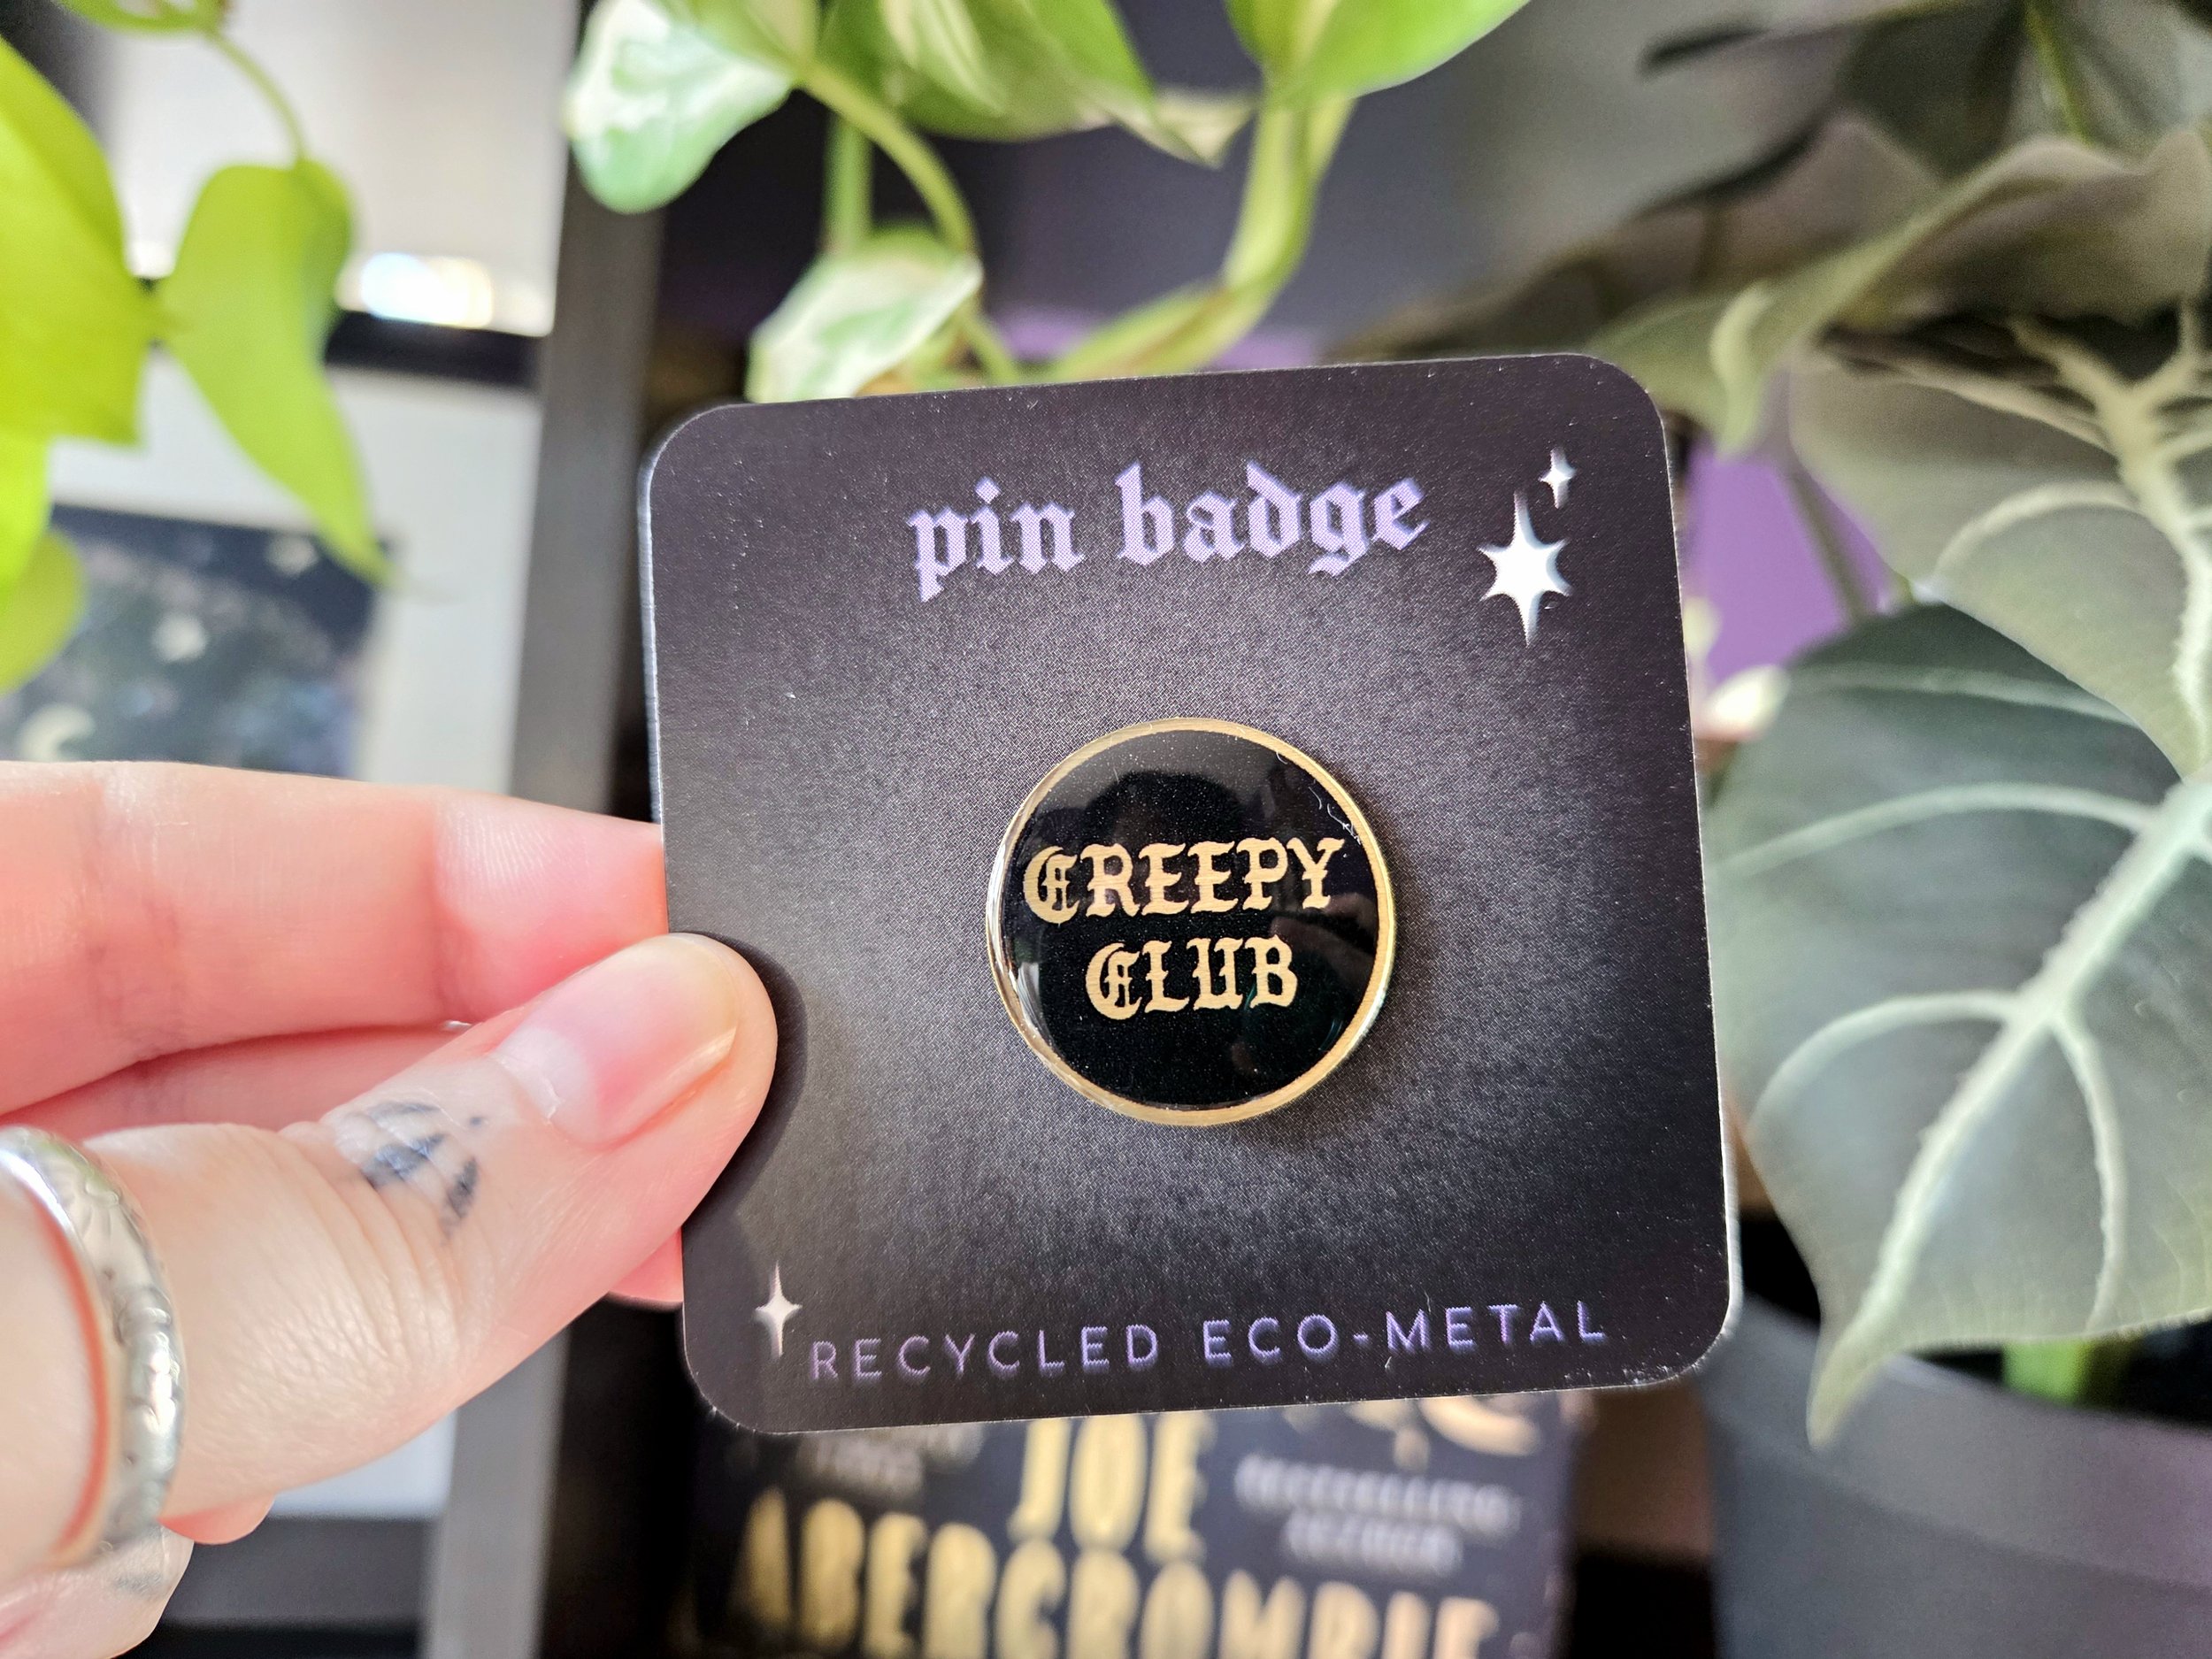 pin badge
CREEPY
CLUB
RECYCLED ECO-METAL
JOE
ABERCROMBIE